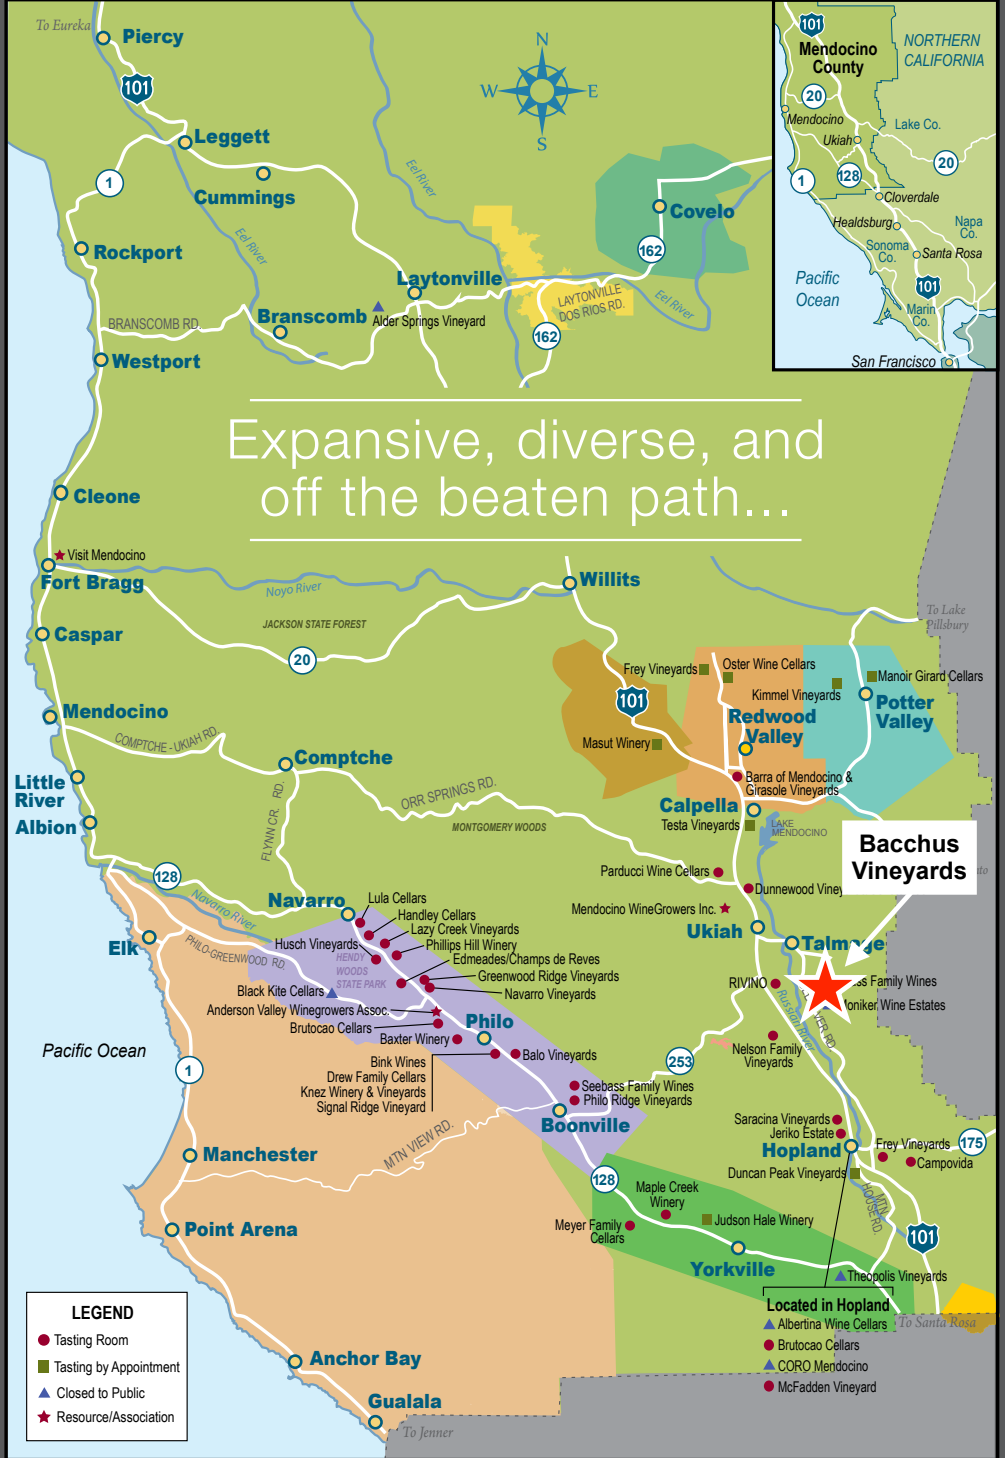 To Eureka
Piercy
101
Leggett
1
Cummings
Rockport
Eel River
Eel River
N
W
E
S
Covelo
162
Laytonville
LAYTONVILLE
DOS RIOS RD.
Eel River
162
BRANSCOMB RD.
Branscomb
Alder Springs Vineyard
Westport
101
Mendocino
County
NORTHERN
CALIFORNIA
20
Mendocino
Ukiah
Lake Co.
20
128
1
Cloverdale
Healdsburg
Napa
Co.
Sonoma
Co.
Santa Rosa
Pacific
Ocean
101
Marin
Co.
San Francisco
Expansive, diverse, and
off the beaten path...
Cleone
Visit Mendocino
Fort Bragg
Noyo River
Willits
Caspar
JACKSON STATE FOREST
20
To Lake
Pillsbury
Frey Vineyards
Oster Wine Cellars
Kimmel Vineyards
Manoir Girard Cellars
101
Potter
Valley
Redwood
Valley
Masut Winery
Mendocino
COMPTCHE - UKIAH RD.
Comptche
Little
River
Albion
FLYNN CR. RD.
ORR SPRINGS RD.
MONTGOMERY WOODS
Barra of Mendocino &
Girasole Vineyards
Calpella
Testa Vineyards
LAKE
MENDOCINO
Bacchus
Vineyards
Parducci Wine Cellars
Dunnewood Viney
Mendocino WineGrowers Inc.
Ukiah
Talmage
128
Navarro River
Navarro
Lula Cellars
Handley Cellars
Lazy Creek Vineyards
Phillips Hill Winery
Husch Vineyards
Edmeades/Champs de Reves
Greenwood Ridge Vineyards
Navarro Vineyards
HENDY
WOODS
STATE PARK
Elk
PHILO-GREENWOOD RD.
Black Kite Cellars
Anderson Valley Winegrowers Assoc.
Brutocao Cellars
Philo
Baxter Winery
Balo Vineyards
Bink Wines
Drew Family Cellars
Knez Winery & Vineyards
Signal Ridge Vineyard
RIVINO
ss Family Wines
Moniker Wine Estates
Russian River
VER RD.
Nelson Family
Vineyards
253
Seebass Family Wines
Philo Ridge Vineyards
Boonville
Pacific Ocean
1
Manchester
MTN VIEW RD.
Saracina Vineyards
Jeriko Estate
Hopland
Frey Vineyards
175
Campovida
Duncan Peak Vineyards
MTN.
HOUSE RD.
128
Maple Creek
Winery
Meyer Family
Cellars
Judson Hale Winery
101
Yorkville
Theopolis Vineyards
Point Arena
Located in Hopland
Albertina Wine Cellars
Brutocao Cellars
CORO Mendocino
McFadden Vineyard
To Santa Rosa
LEGEND
Tasting Room
Tasting by Appointment
Closed to Public
Resource/Association
Anchor Bay
Gualala
To Jenner